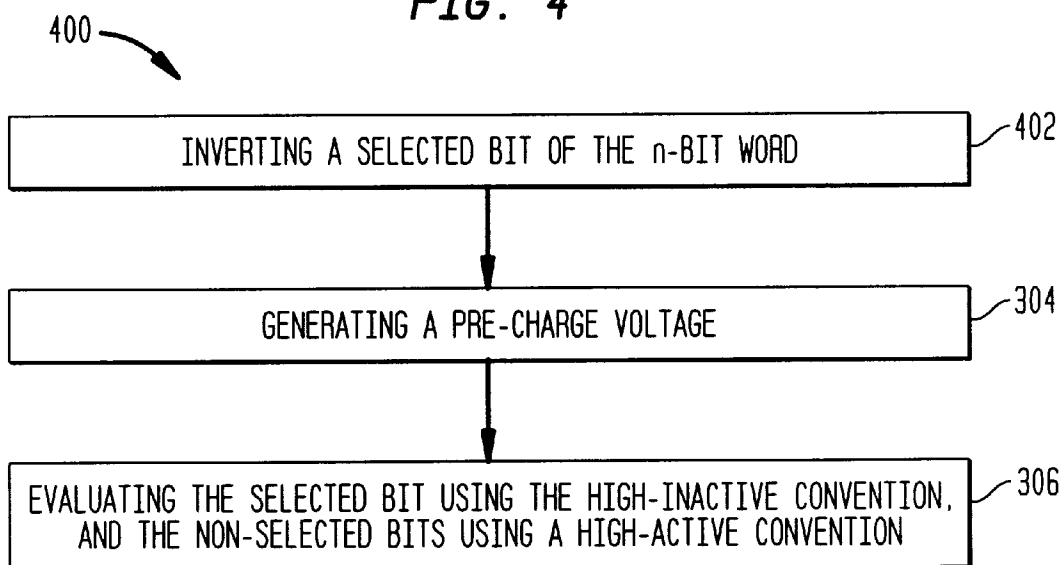 FIG. 4
400
INVERTING A SELECTED BIT OF THE n-BIT WORD
402
GENERATING A PRE-CHARGE VOLTAGE
304
EVALUATING THE SELECTED BIT USING THE HIGH-INACTIVE CONVENTION,
AND THE NON-SELECTED BITS USING A HIGH-ACTIVE CONVENTION
306